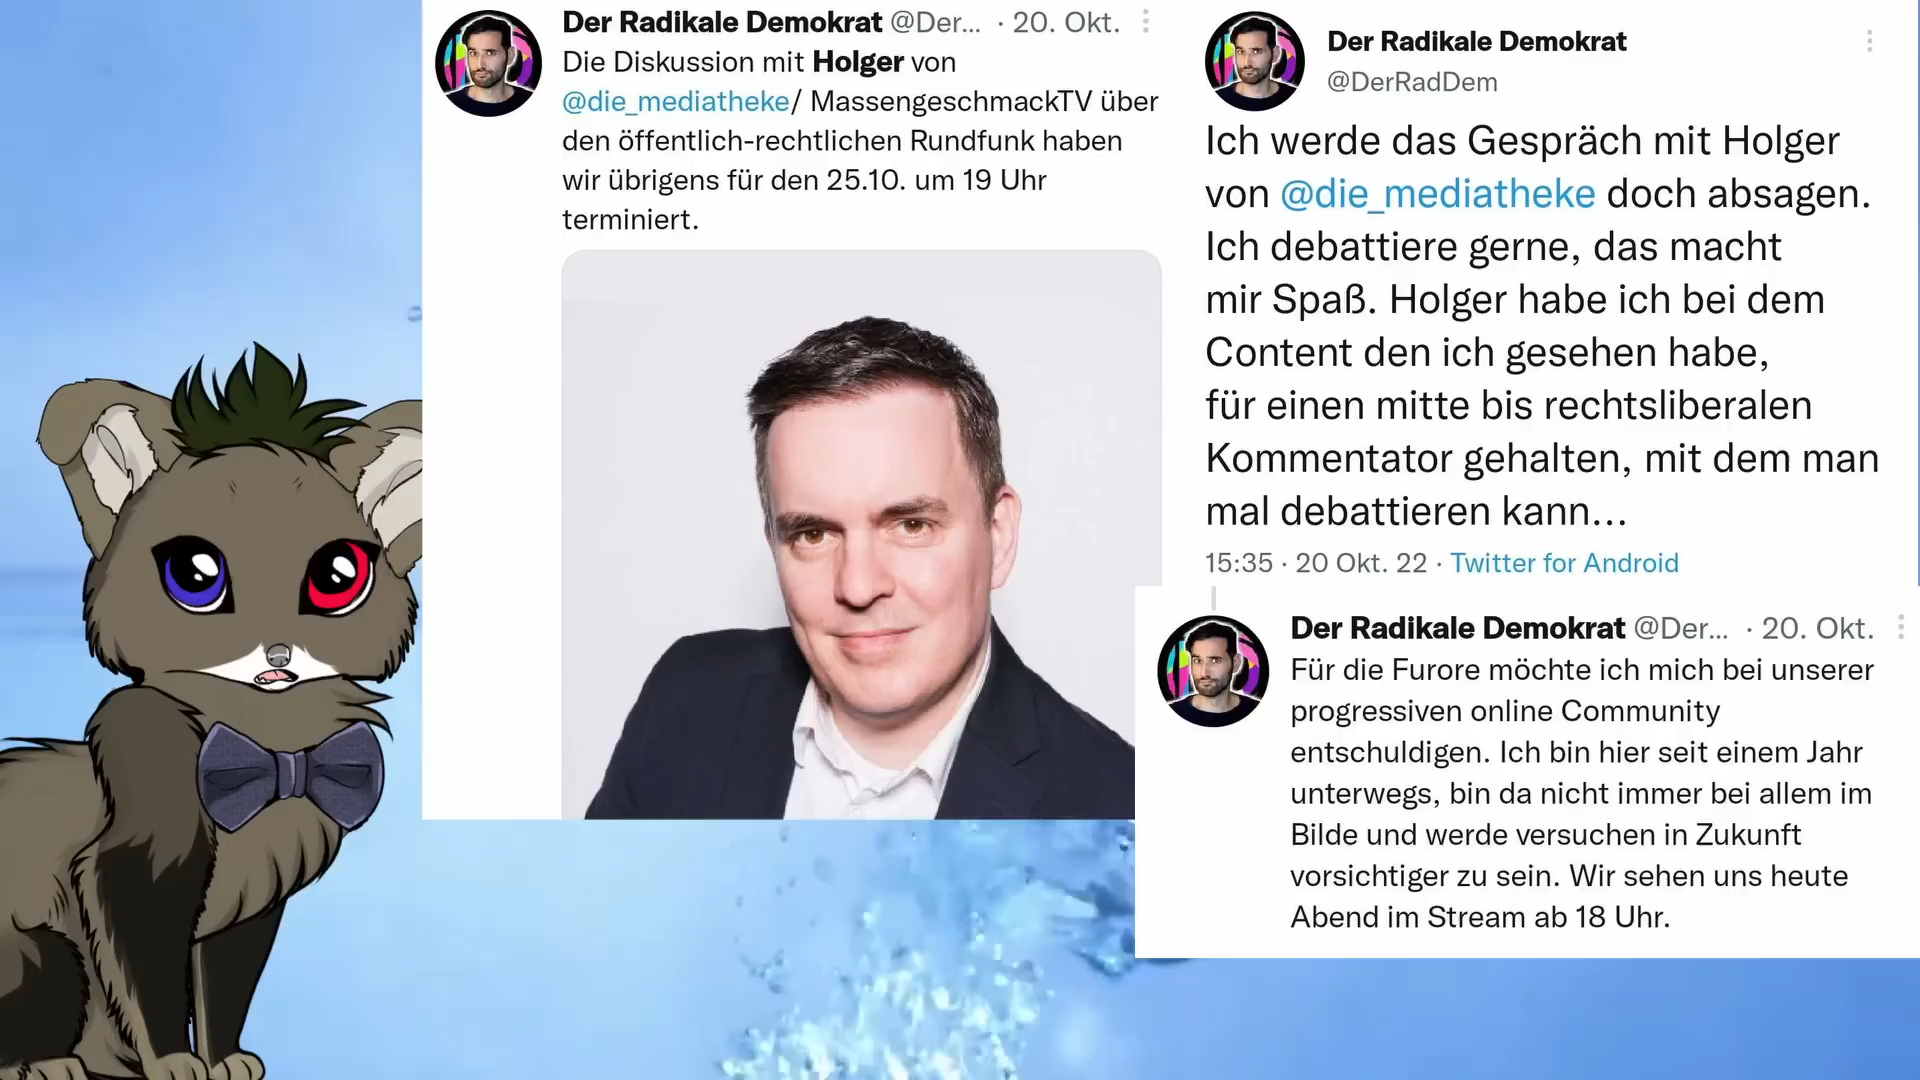 Der Radikale Demokrat @Der... · 20. Okt.
Die Diskussion mit Holger von
@die_mediatheke/ MassengeschmackTV über
den öffentlich-rechtlichen Rundfunk haben
wir übrigens für den 25.10. um 19 Uhr
terminiert.
Der Radikale Demokrat
@DerRadDem
Ich werde das Gespräch mit Holger
von @die_mediatheke doch absagen.
Ich debattiere gerne, das macht
mir Spaß. Holger habe ich bei dem
Content den ich gesehen habe,
für einen mitte bis rechtsliberalen
Kommentator gehalten, mit dem man
mal debattieren kann...
15:35 · 20 Okt. 22 · Twitter for Android
Der Radikale Demokrat @Der... · 20. Okt.
Für die Furore möchte ich mich bei unserer
progressiven online Community
entschuldigen. Ich bin hier seit einem Jahr
unterwegs, bin da nicht immer bei allem im
Bilde und werde versuchen in Zukunft
vorsichtiger zu sein. Wir sehen uns heute
Abend im Stream ab 18 Uhr.